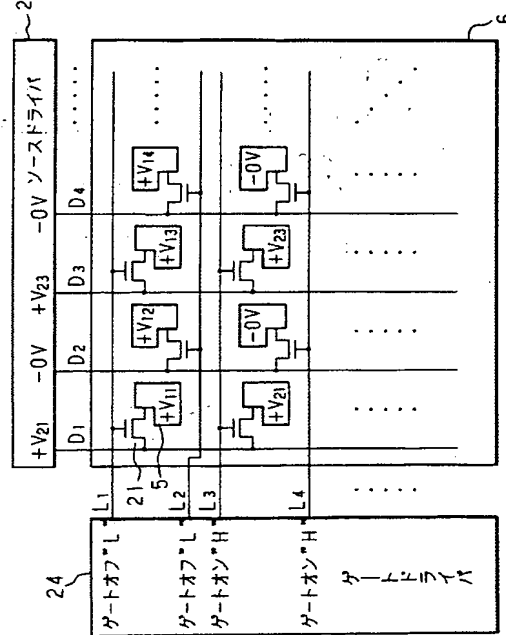 ソースドライバ 2
+V21 -0V +V23 -0V
D1 D2 D3 D4 .....
24
ゲートオフ"L" L1
+V11 +V12 +V13 +V14 .....
21
5
ゲートオフ"L" L2
ゲートオン"H" L3
+V21 -0V +V23 -0V .....
ゲートオン"H" L4
ゲートドライバ
6